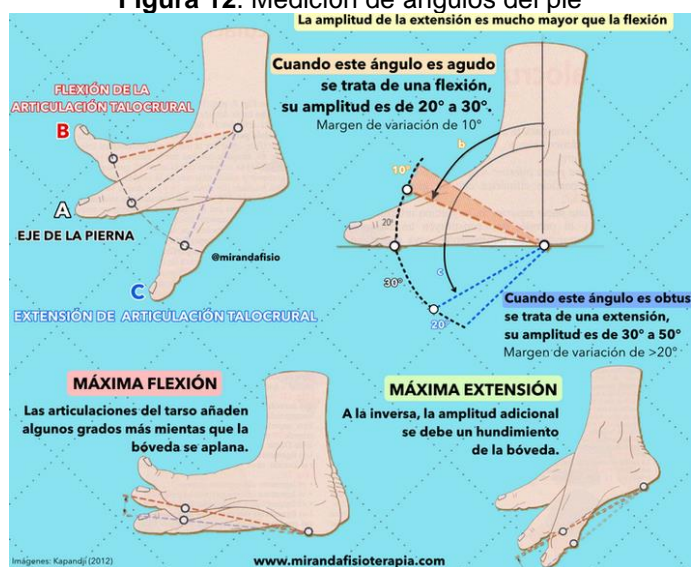 Figura 12. Medición de ángulos del pie
La amplitud de la extensión es mucho mayor que la flexión
FLEXIÓN DE LA
ARTICULACIÓN TALOCRURAL
B
A
EJE DE LA PIERNA
@mirandafisio
C
EXTENSIÓN DE ARTICULACIÓN TALOCRURAL
Cuando este ángulo es agudo
se trata de una flexión,
su amplitud es de 20° a 30°.
Margen de variación de 10°
b
10°
20°
30°
c
20°
Cuando este ángulo es obtus
se trata de una extensión,
su amplitud es de 30° a 50°
Margen de variación de >20°
MÁXIMA FLEXIÓN
Las articulaciones del tarso añaden
algunos grados más mientas que la
bóveda se aplana.
MÁXIMA EXTENSIÓN
A la inversa, la amplitud adicional
se debe un hundimiento
de la bóveda.
Imágenes: Kapandji (2012)
www.mirandafisioterapia.com